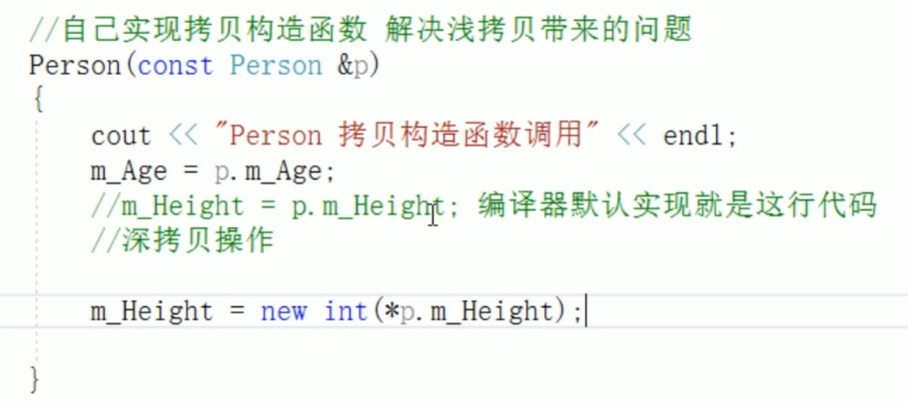 //自己实现拷贝构造函数 解决浅拷贝带来的问题
Person(const Person &p)
{
cout << "Person 拷贝构造函数调用" << endl;
m_Age = p.m_Age;
//m_Height = p.m_Height; 编译器默认实现就是这行代码
//深拷贝操作
m_Height = new int(*p.m_Height);
}